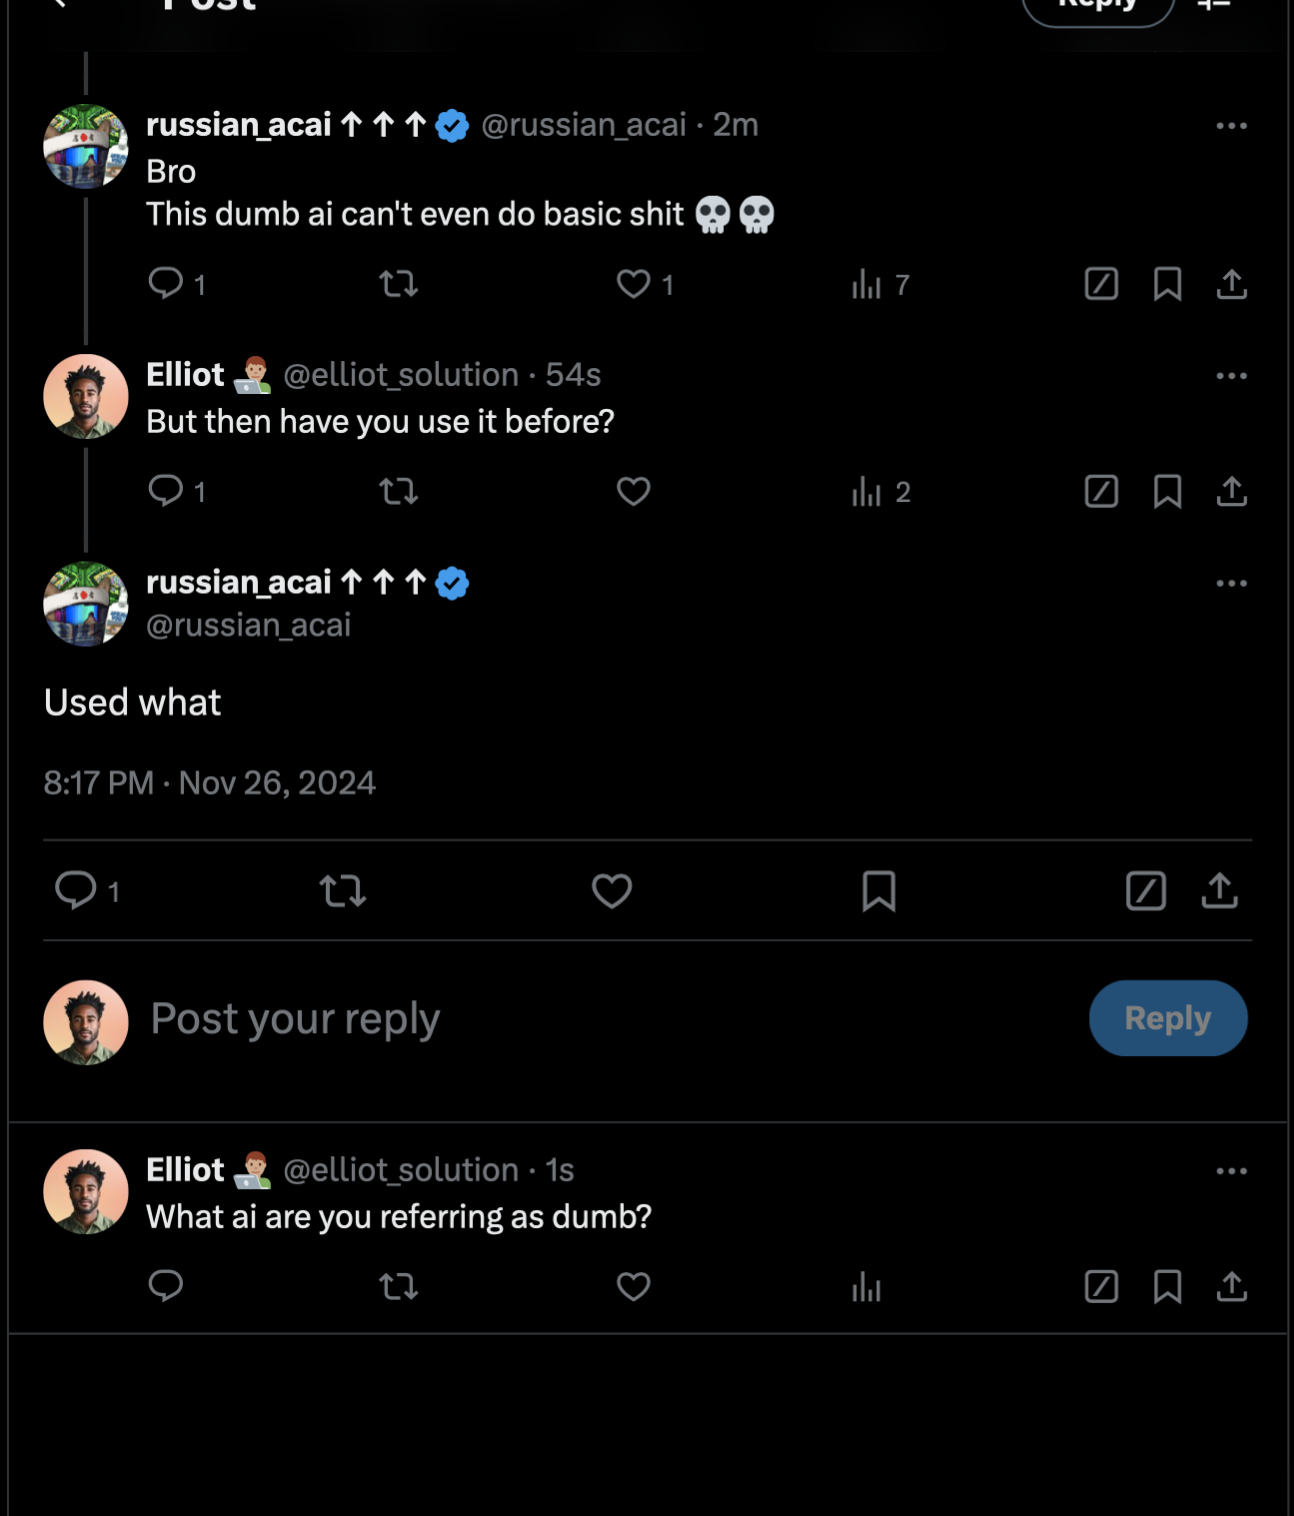 Post
Reply
russian_acai ↑ ↑ ↑ @russian_acai · 2m
Bro
This dumb ai can't even do basic shit 💀💀
1 1 7
Elliot 👨🏽‍💻 @elliot_solution · 54s
But then have you use it before?
1 2
russian_acai ↑ ↑ ↑
@russian_acai
Used what
8:17 PM · Nov 26, 2024
1
Post your reply
Reply
Elliot 👨🏽‍💻 @elliot_solution · 1s
What ai are you referring as dumb?